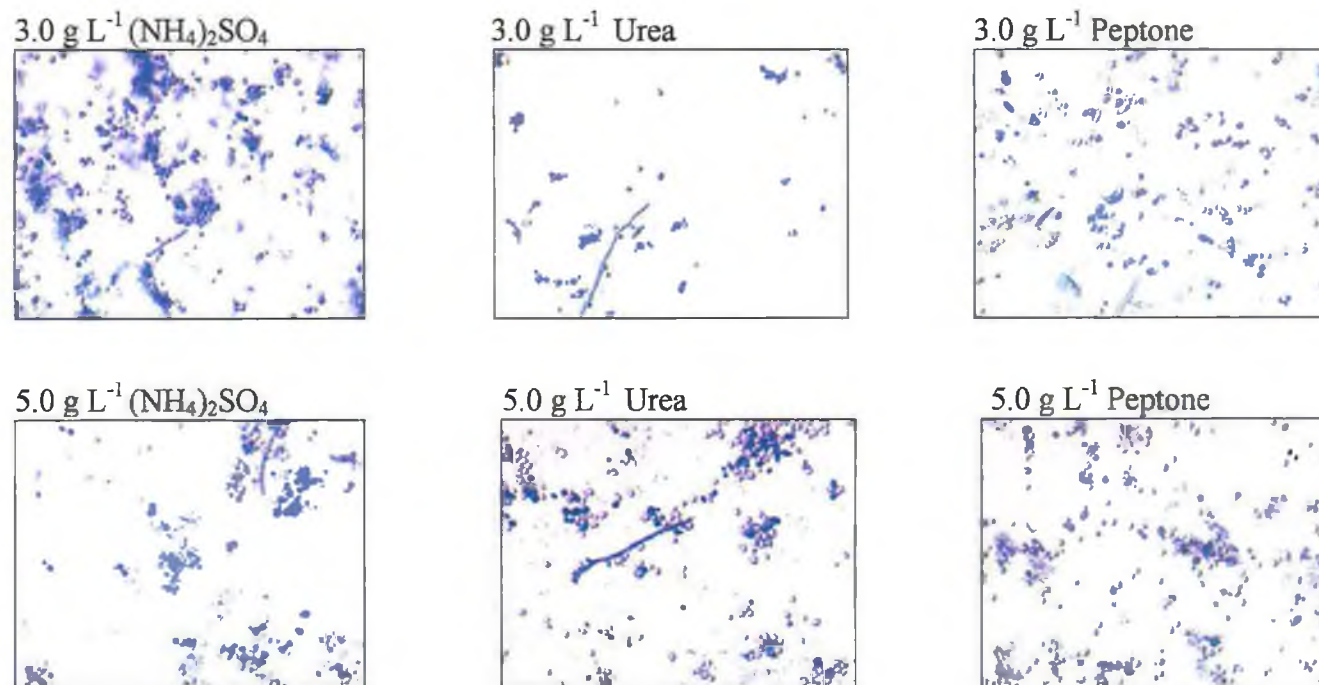 3.0 g L⁻¹ (NH₄)₂SO₄
3.0 g L⁻¹ Urea
3.0 g L⁻¹ Peptone
5.0 g L⁻¹ (NH₄)₂SO₄
5.0 g L⁻¹ Urea
5.0 g L⁻¹ Peptone